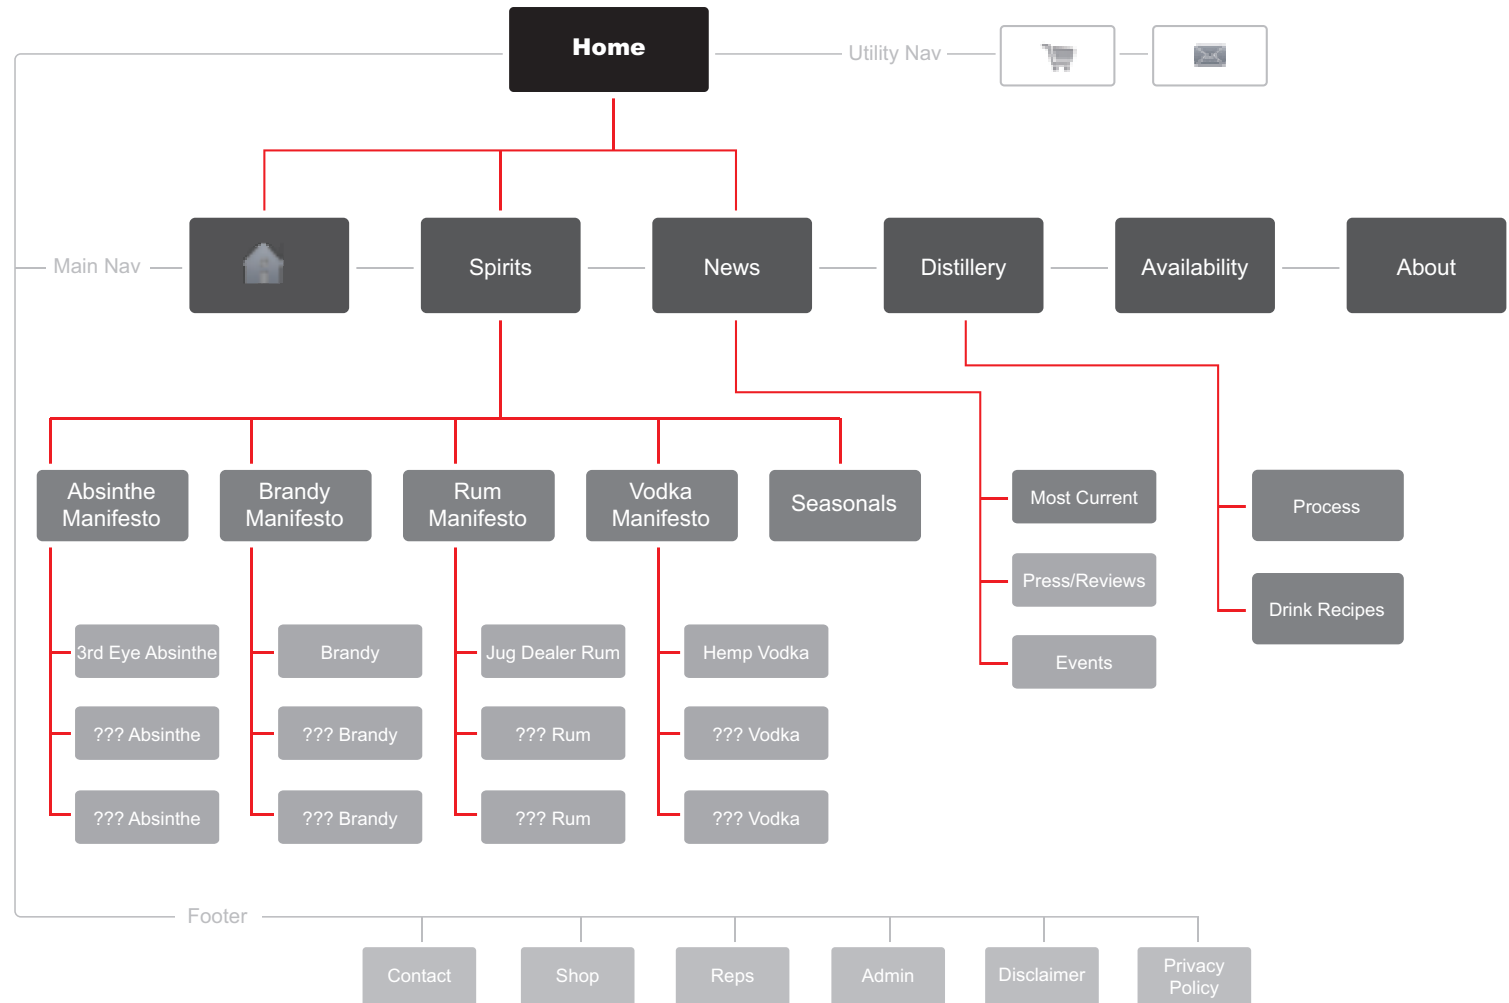 Home
Utility Nav
Main Nav
Spirits
News
Distillery
Availability
About
Absinthe
Manifesto
Brandy
Manifesto
Rum
Manifesto
Vodka
Manifesto
Seasonals
Most Current
Press/Reviews
Events
Process
Drink Recipes
3rd Eye Absinthe
Brandy
Jug Dealer Rum
Hemp Vodka
??? Absinthe
??? Brandy
??? Rum
??? Vodka
??? Absinthe
??? Brandy
??? Rum
??? Vodka
Footer
Contact
Shop
Reps
Admin
Disclaimer
Privacy
Policy